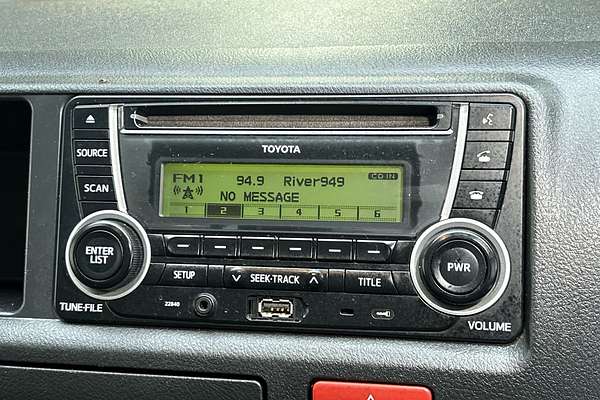 TOYOTA
FM1 94.9 River949 CD IN
NO MESSAGE
1 2 3 4 5 6
SOURCE
SCAN
ENTER
LIST
TUNE·FILE
SETUP
SEEK·TRACK
TITLE
22840
PWR
VOLUME